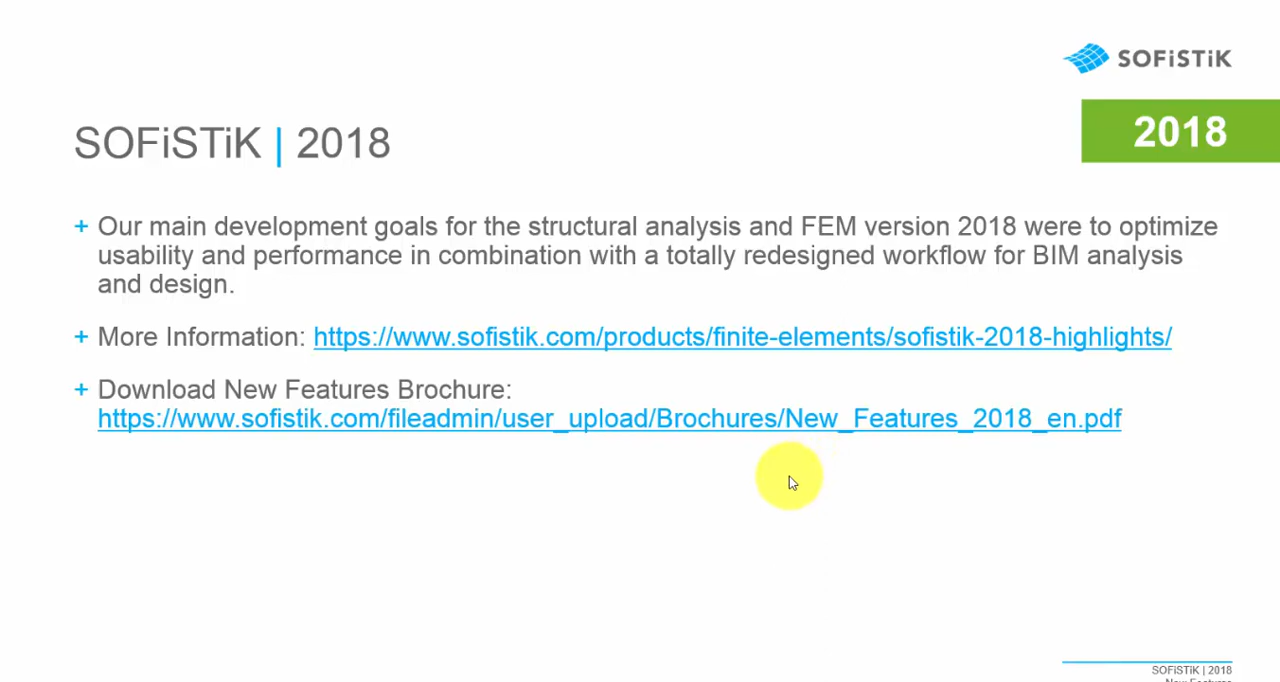 SOFiSTiK
2018
SOFiSTiK | 2018
+ Our main development goals for the structural analysis and FEM version 2018 were to optimize
usability and performance in combination with a totally redesigned workflow for BIM analysis
and design.
+ More Information: https://www.sofistik.com/products/finite-elements/sofistik-2018-highlights/
+ Download New Features Brochure:
https://www.sofistik.com/fileadmin/user_upload/Brochures/New_Features_2018_en.pdf
SOFiSTiK | 2018
New Features